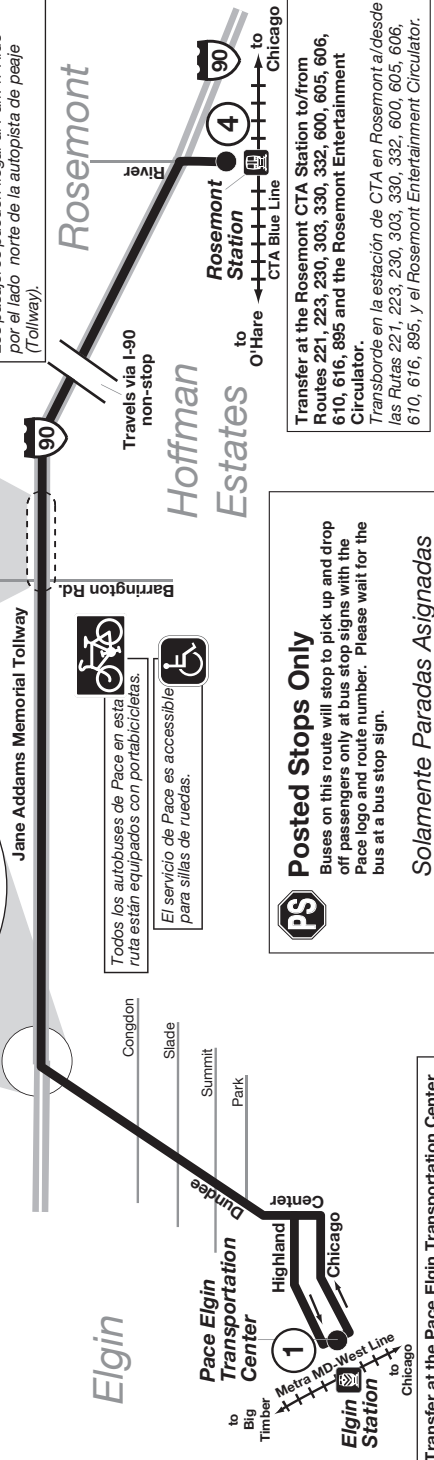 Los pasajeros pueden llegar al Park-n-Ride
por el lado norte de la autopista de peaje
(Tollway).
Rosemont
90
to
Chicago
4
River
Rosemont
Station
CTA Blue Line
to
O'Hare
Transfer at the Rosemont CTA Station to/from
Routes 221, 223, 230, 303, 330, 332, 600, 605, 606,
610, 616, 895 and the Rosemont Entertainment
Circulator.
Transborde en la estación de CTA en Rosemont a/desde
las Rutas 221, 223, 230, 303, 330, 332, 600, 605, 606,
610, 616, 895, y el Rosemont Entertainment Circulator.
90
Travels via I-90
non-stop
Hoffman
Estates
Barrington Rd.
Jane Addams Memorial Tollway
Todos los autobuses de Pace en esta
ruta están equipados con portabicicletas.
El servicio de Pace es accessible
para sillas de ruedas.
PS
Posted Stops Only
Buses on this route will stop to pick up and drop
off passengers only at bus stop signs with the
Pace logo and route number. Please wait for the
bus at a bus stop sign.
Solamente Paradas Asignadas
Congdon
Slade
Summit
Park
Dundee
Center
Highland
Chicago
Elgin
Pace Elgin
Transportation
Center
1
Metra MD-West Line
to
Big
Timber
Elgin
Station
to
Chicago
Transfer at the Pace Elgin Transportation Center